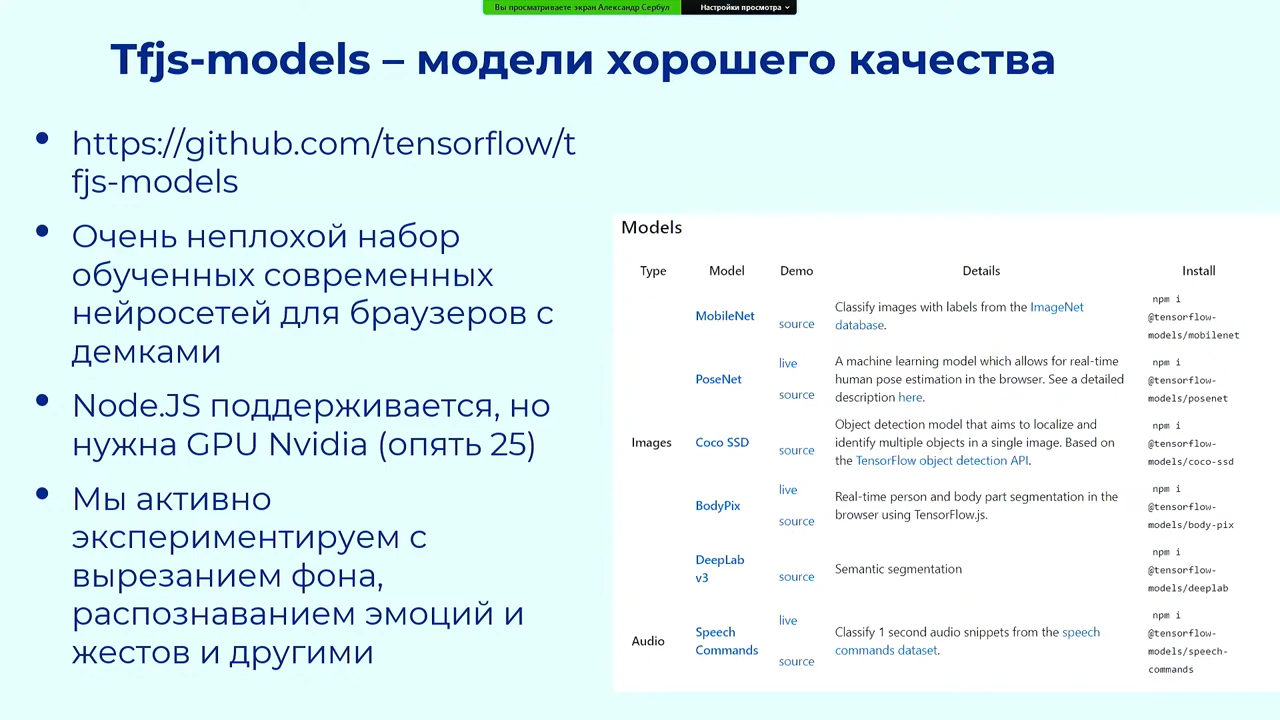 Вы просматриваете экран Александр Сербул
Настройки просмотра
Tfjs-models – модели хорошего качества
https://github.com/tensorflow/t
fjs-models
Очень неплохой набор
обученных современных
нейросетей для браузеров с
демками
Node.JS поддерживается, но
нужна GPU Nvidia (опять 25)
Мы активно
экспериментируем с
вырезанием фона,
распознаванием эмоций и
жестов и другими
Models
Type Model Demo Details Install
Images
MobileNet
source
Classify images with labels from the ImageNet
database.
npm i
@tensorflow-
models/mobilenet
PoseNet
live
source
A machine learning model which allows for real-time
human pose estimation in the browser. See a detailed
description here.
npm i
@tensorflow-
models/posenet
Coco SSD
source
Object detection model that aims to localize and
identify multiple objects in a single image. Based on
the TensorFlow object detection API.
npm i
@tensorflow-
models/coco-ssd
BodyPix
live
source
Real-time person and body part segmentation in the
browser using TensorFlow.js.
npm i
@tensorflow-
models/body-pix
DeepLab
v3
source
Semantic segmentation
npm i
@tensorflow-
models/deeplab
Audio
Speech
Commands
live
source
Classify 1 second audio snippets from the speech
commands dataset.
npm i
@tensorflow-
models/speech-
commands